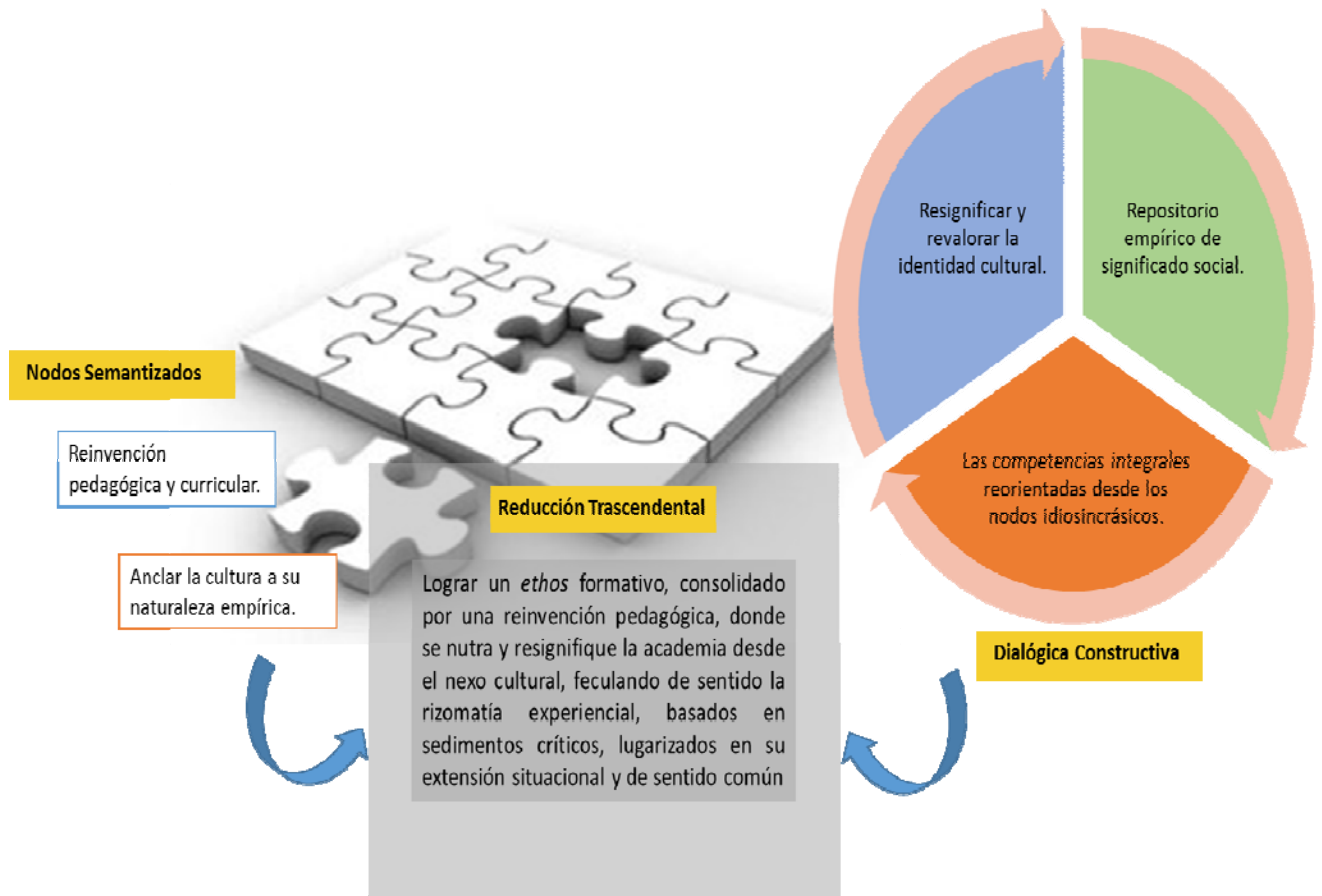 Nodos Semantizados
Reinvención
pedagógica y curricular.
Anclar la cultura a su
naturaleza empírica.
Reducción Trascendental
Lograr un ethos formativo, consolidado
por una reinvención pedagógica, donde
se nutra y resignifique la academia desde
el nexo cultural, feculando de sentido la
rizomatía experiencial, basados en
sedimentos críticos, lugarizados en su
extensión situacional y de sentido común
Resignificar y
revalorar la
identidad cultural.
Repositorio
empírico de
significado social.
Las competencias integrales
reorientadas desde los
nodos idiosincrásicos.
Dialógica Constructiva